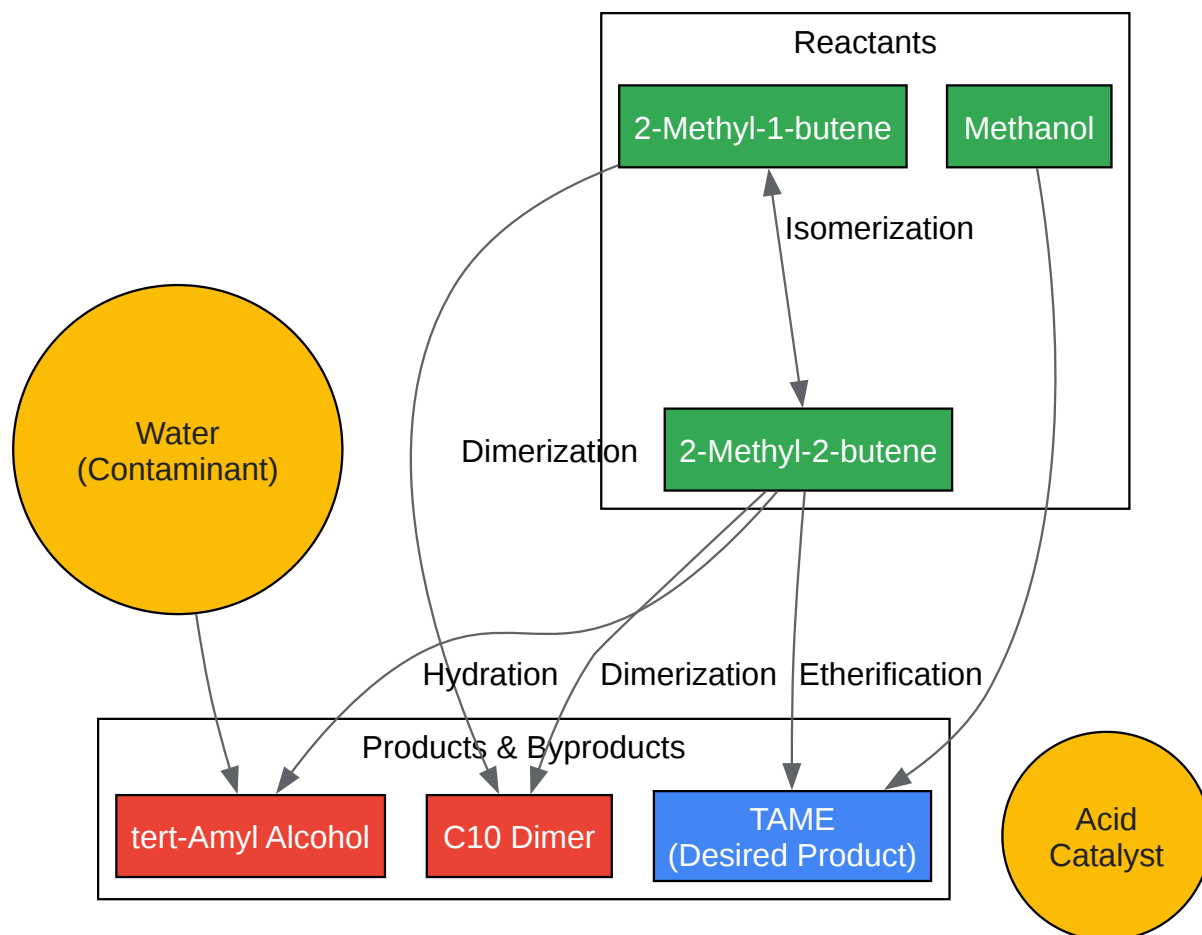 Reactants
2-Methyl-1-butene
Methanol
Isomerization
Water
(Contaminant)
Dimerization
2-Methyl-2-butene
Hydration
Dimerization
Etherification
Products & Byproducts
tert-Amyl Alcohol
C10 Dimer
TAME
(Desired Product)
Acid
Catalyst